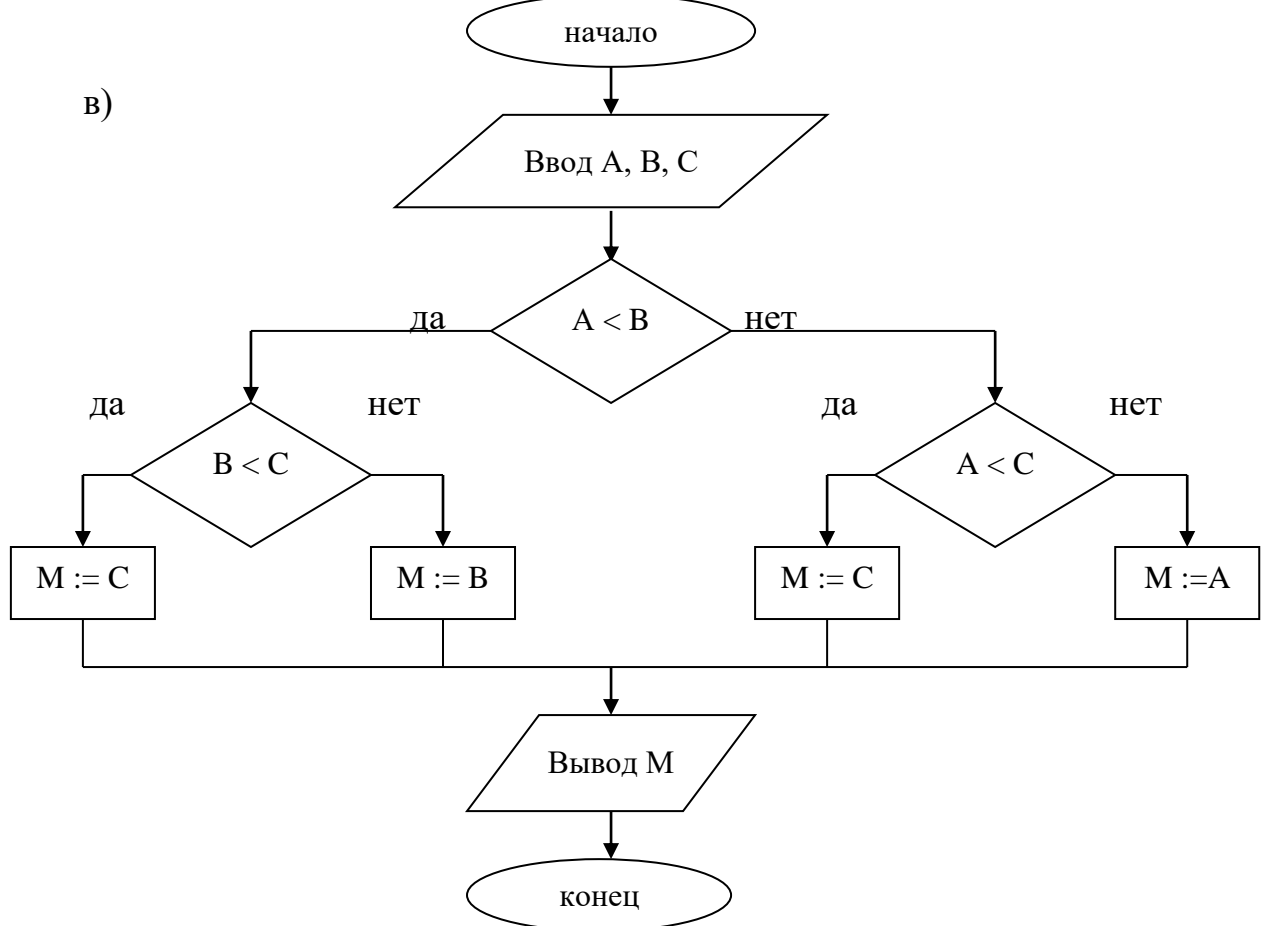 начало
в)
Ввод A, B, C
да
A < B
нет
да
нет
да
нет
B < C
A < C
M := C
M := B
M := C
M :=A
Вывод M
конец